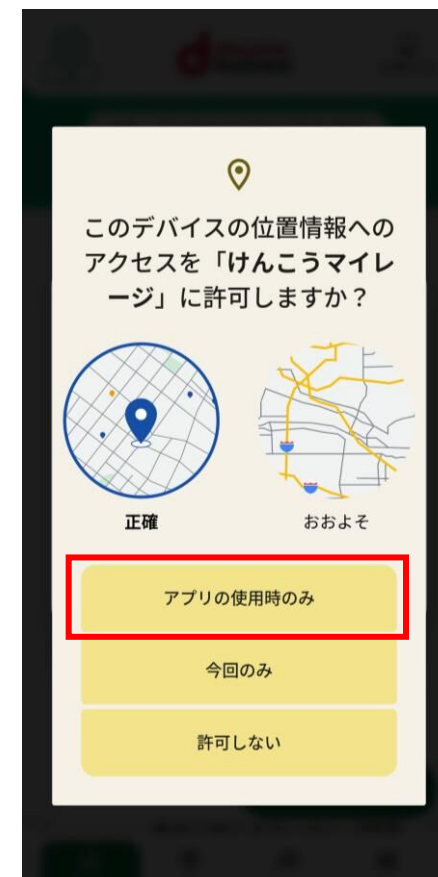 このデバイスの位置情報への
アクセスを「けんこうマイレ
ージ」に許可しますか？
正確
おおよそ
アプリの使用時のみ
今回のみ
許可しない